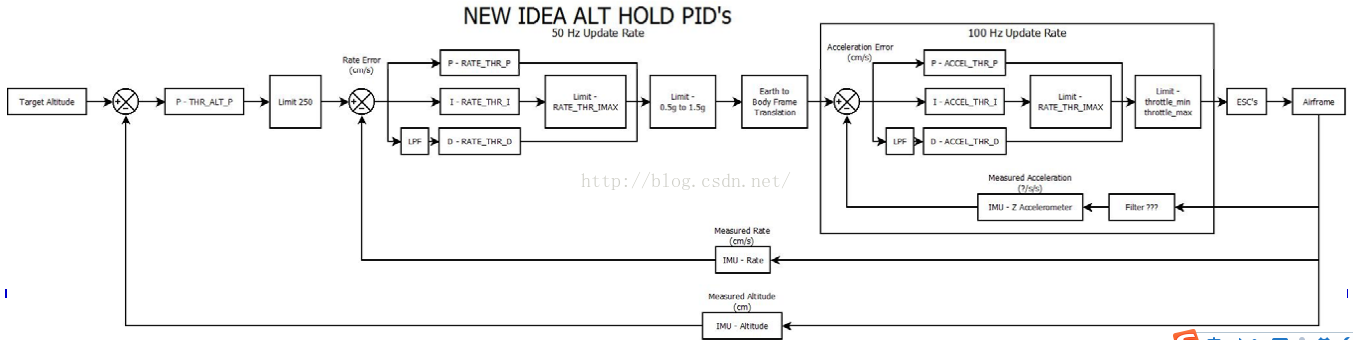 NEW IDEA ALT HOLD PID's
50 Hz Update Rate
100 Hz Update Rate
Target Altitude
P - THR_ALT_P
Limit 250
Rate Error
(cm/s)
P - RATE_THR_P
I - RATE_THR_I
LPF
D - RATE_THR_D
Limit -
RATE_THR_IMAX
Limit -
0.5g to 1.5g
Earth to
Body Frame
Translation
Acceleration Error
(cm/s)
P - ACCEL_THR_P
I - ACCEL_THR_I
LPF
D - ACCEL_THR_D
Limit -
RATE_THR_IMAX
Limit -
throttle_min
throttle_max
ESC's
Airframe
http://blog.csdn.net/
Measured Acceleration
(?/s/s)
IMU - Z Accelerometer
Filter ???
Measured Rate
(cm/s)
IMU - Rate
Measured Altitude
(cm)
IMU - Altitude